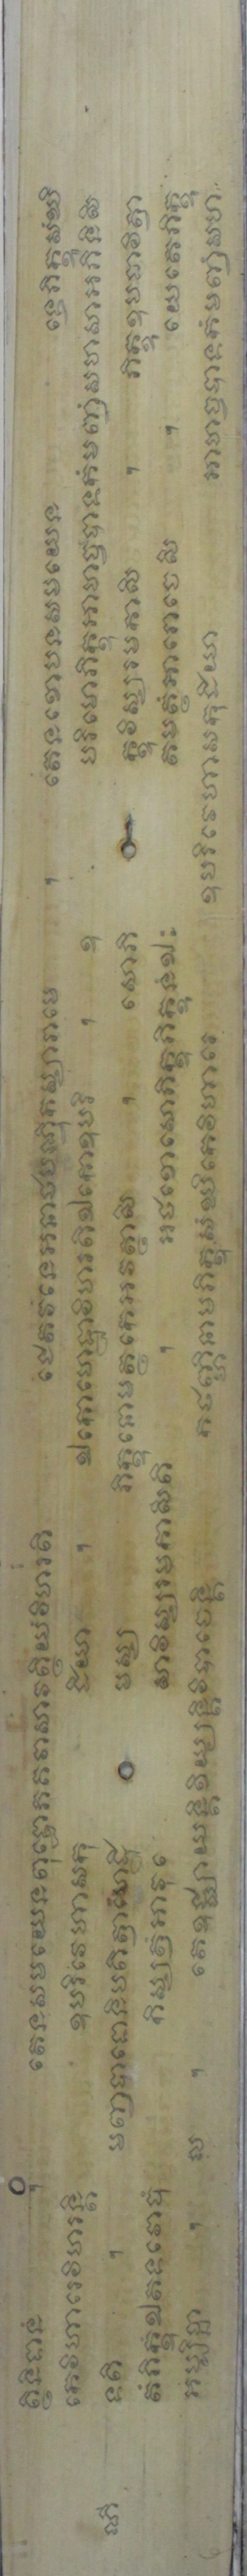 ត្ថិនិទានំ ។ តេនសមយេនពុទ្ធោភគវាសាវត្ថិយំវិហរតិ ជេតវនេអនាថបិណ្ឌិកស្សារាមេ ។ តេនខោបនសមយេន ទ្វេភិក្ខូសំឃិ
កេវិហារេវិហរន្តិ ឧបរិវេហាសកុ ដិយា ។ ឯកោហេដ្ឋាវិហរតិឯកោឧបរិ ។ ឧ បរិមោភិក្ខុអាហច្ចបាទកំមញ្ចំសហសាអភិនិសិ
ណី ទតិ ។ មញ្ចបាទោនិបតិត្វាហេដ្ឋិ មស្ស ភិក្ខុនោមត្ថកេអវត្ថាសិ ។ សោភិ ក្ខុវិស្សរមកាសិ ។ ភិក្ខូឧបធាវិត្វា
តំភិក្ខុំឯតទវោចុំ កិស្សត្វំអាវុ សោវិស្សរមកាសីតិ ។ អថខោសោភិក្ខុភិក្ខូនំឯ តមត្ថំអារោចេសិ ។ យេតេភិក្ខូ
អប្បិច្ឆា ។ ល ។ តេឧជ្ឈាយន្តិខិយ្យន្តិវិបាចេន្តិ កថញ្ហិនាមភិក្ខុសំឃិកេវិហារេ ឧបរិវេហាសកុដិយា អាហច្ចបាទកំមញ្ចំសហ